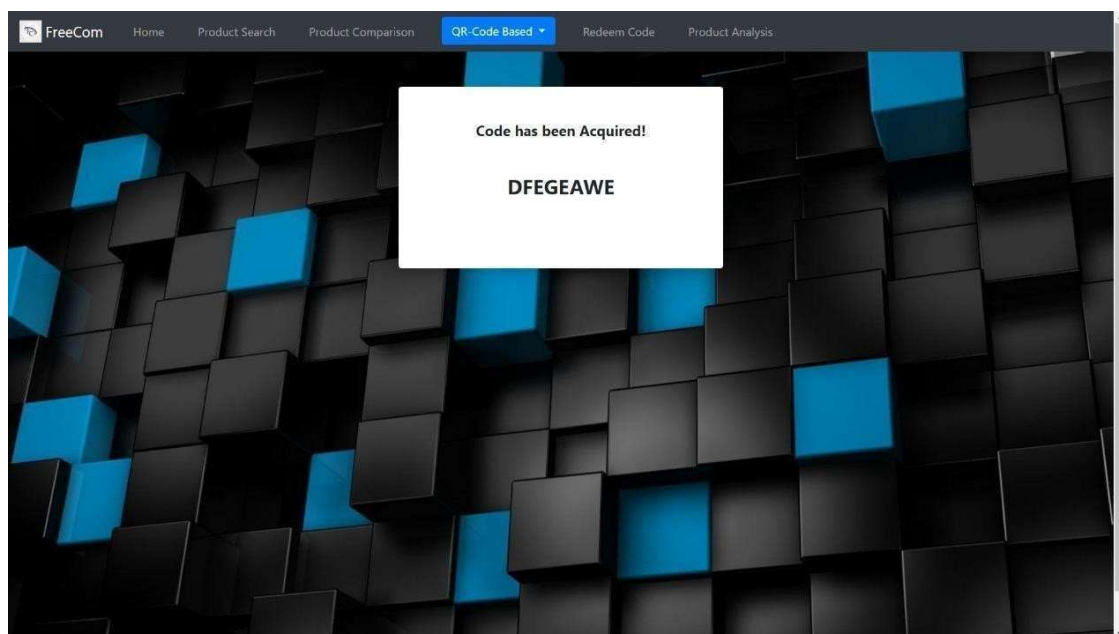 FreeCom Home Product Search Product Comparison QR-Code Based Redeem Code Product Analysis
Code has been Acquired!
DFEGEAWE